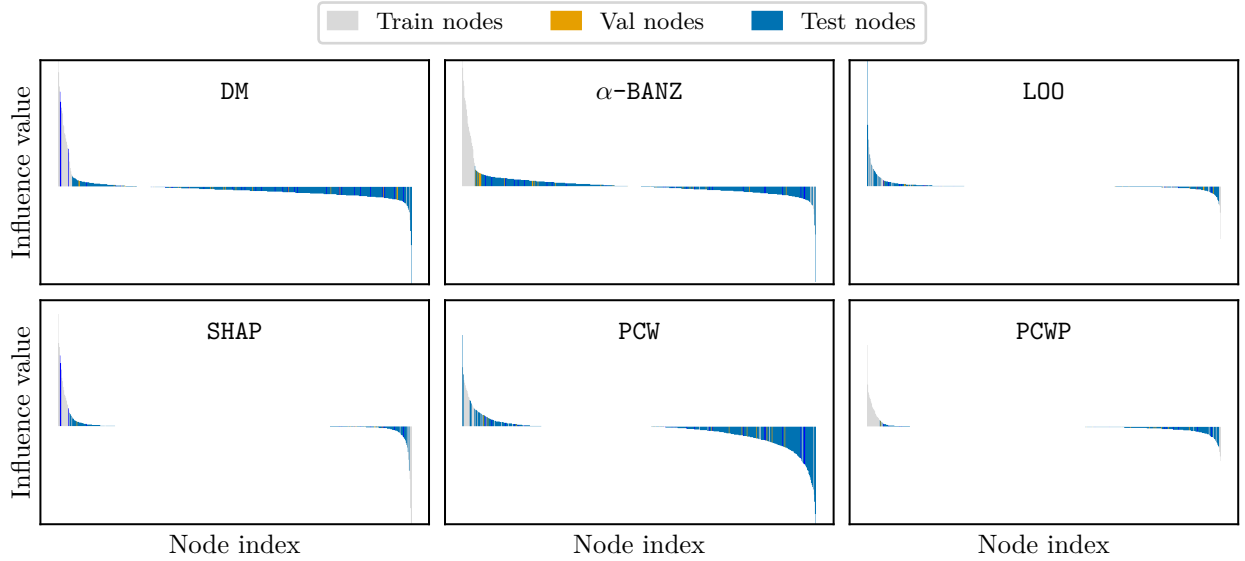 Train nodes Val nodes Test nodes
Influence value
DM
α-BANZ
LOO
Influence value
SHAP
PCW
PCWP
Node index
Node index
Node index